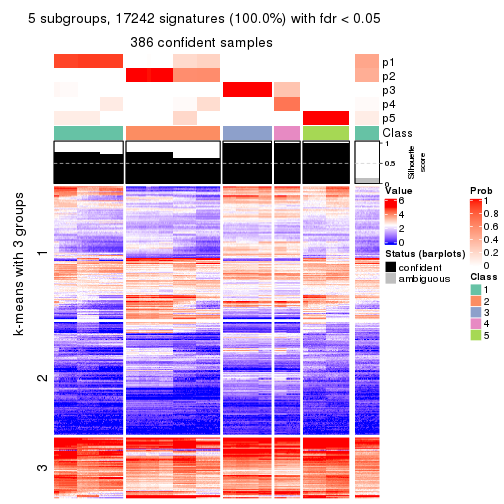 5 subgroups, 17242 signatures (100.0%) with fdr < 0.05
386 confident samples
p1
p2
p3
p4
p5
Class
1
0.5
0
Silhouette
score
k-means with 3 groups
1
2
3
Value
6
4
2
0
Status (barplots)
confident
ambiguous
Prob
1
0.8
0.6
0.4
0.2
0
Class
1
2
3
4
5